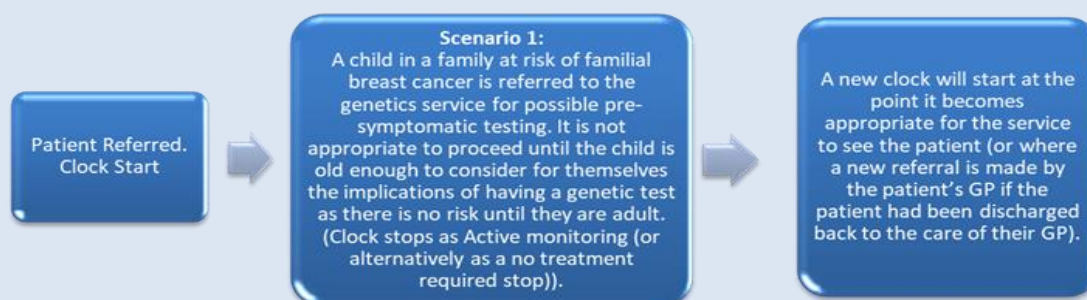 Patient Referred.
Clock Start
Scenario 1:
A child in a family at risk of familial
breast cancer is referred to the
genetics service for possible pre-
symptomatic testing. It is not
appropriate to proceed until the child is
old enough to consider for themselves
the implications of having a genetic test
as there is no risk until they are adult.
(Clock stops as Active monitoring (or
alternatively as a no treatment
required stop)).
A new clock will start at the
point it becomes
appropriate for the service
to see the patient (or where
a new referral is made by
the patient's GP if the
patient had been discharged
back to the care of their GP).